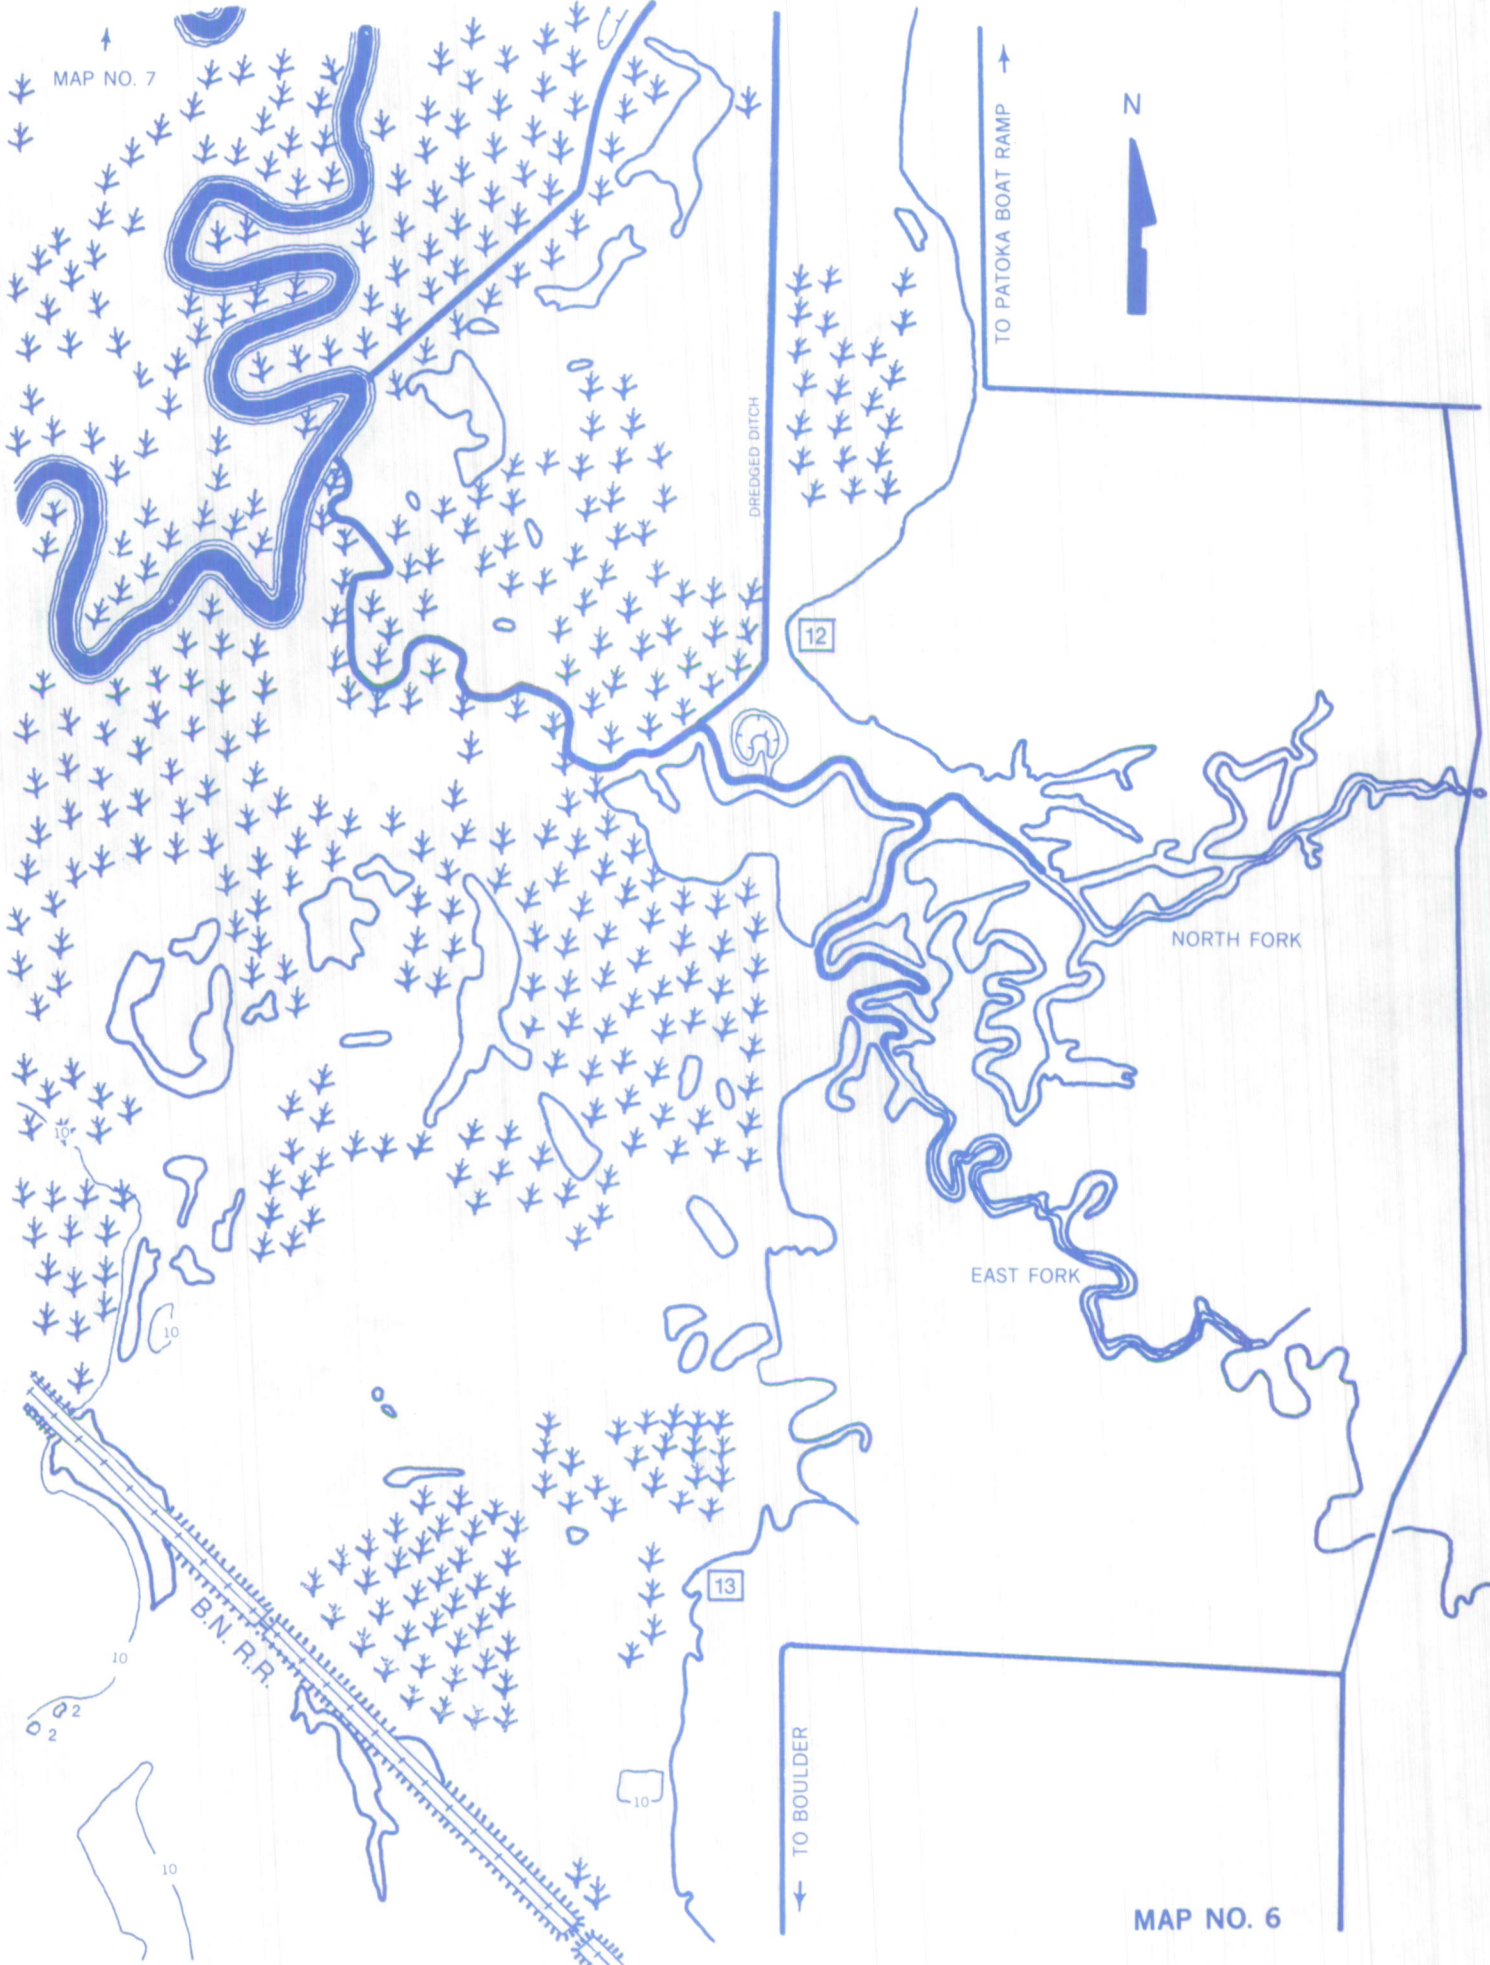 MAP NO. 7
N
TO PATOKA BOAT RAMP
DREDGED DITCH
12
NORTH FORK
10
EAST FORK
10
13
B.N. R.R.
10
2
2
10
TO BOULDER
10
MAP NO. 6